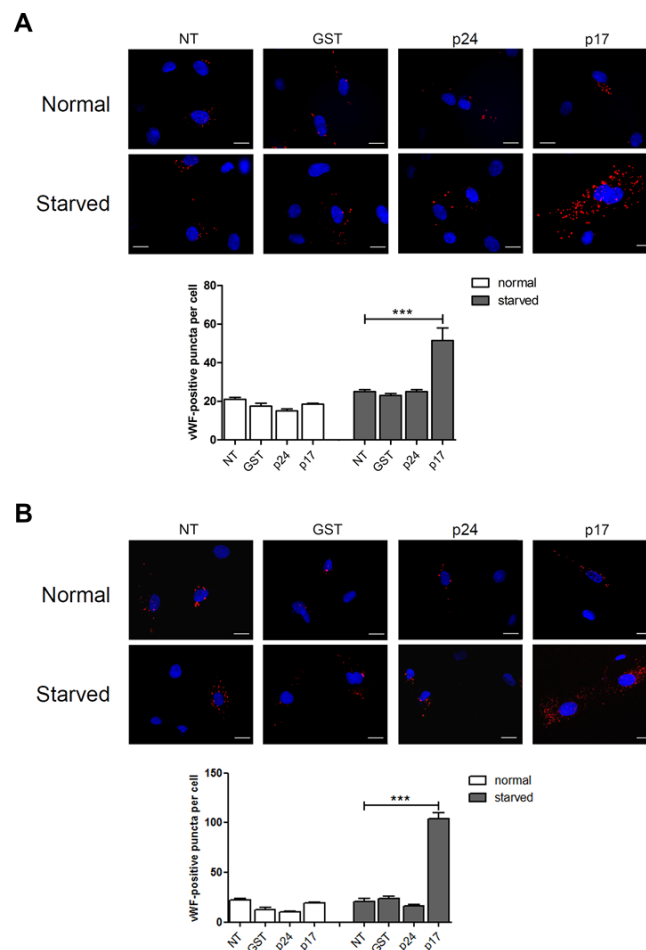 A
NT GST p24 p17
Normal
Starved
vWF-positive puncta per cell
80
60
40
20
0
***
normal
starved
NT GST p24 p17 NT GST p24 p17
B
NT GST p24 p17
Normal
Starved
vWF-positive puncta per cell
150
100
50
0
***
normal
starved
NT GST p24 p17 NT GST p24 p17